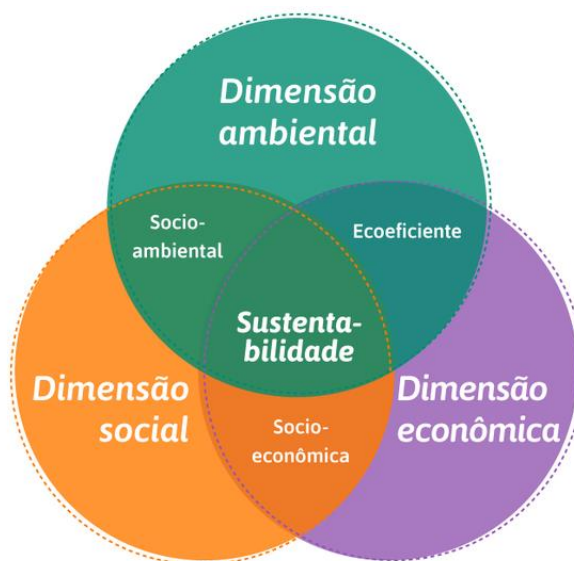 Dimensão
ambiental
Socio-
ambiental
Ecoeficiente
Sustenta-
bilidade
Dimensão
social
Dimensão
econômica
Socio-
econômica